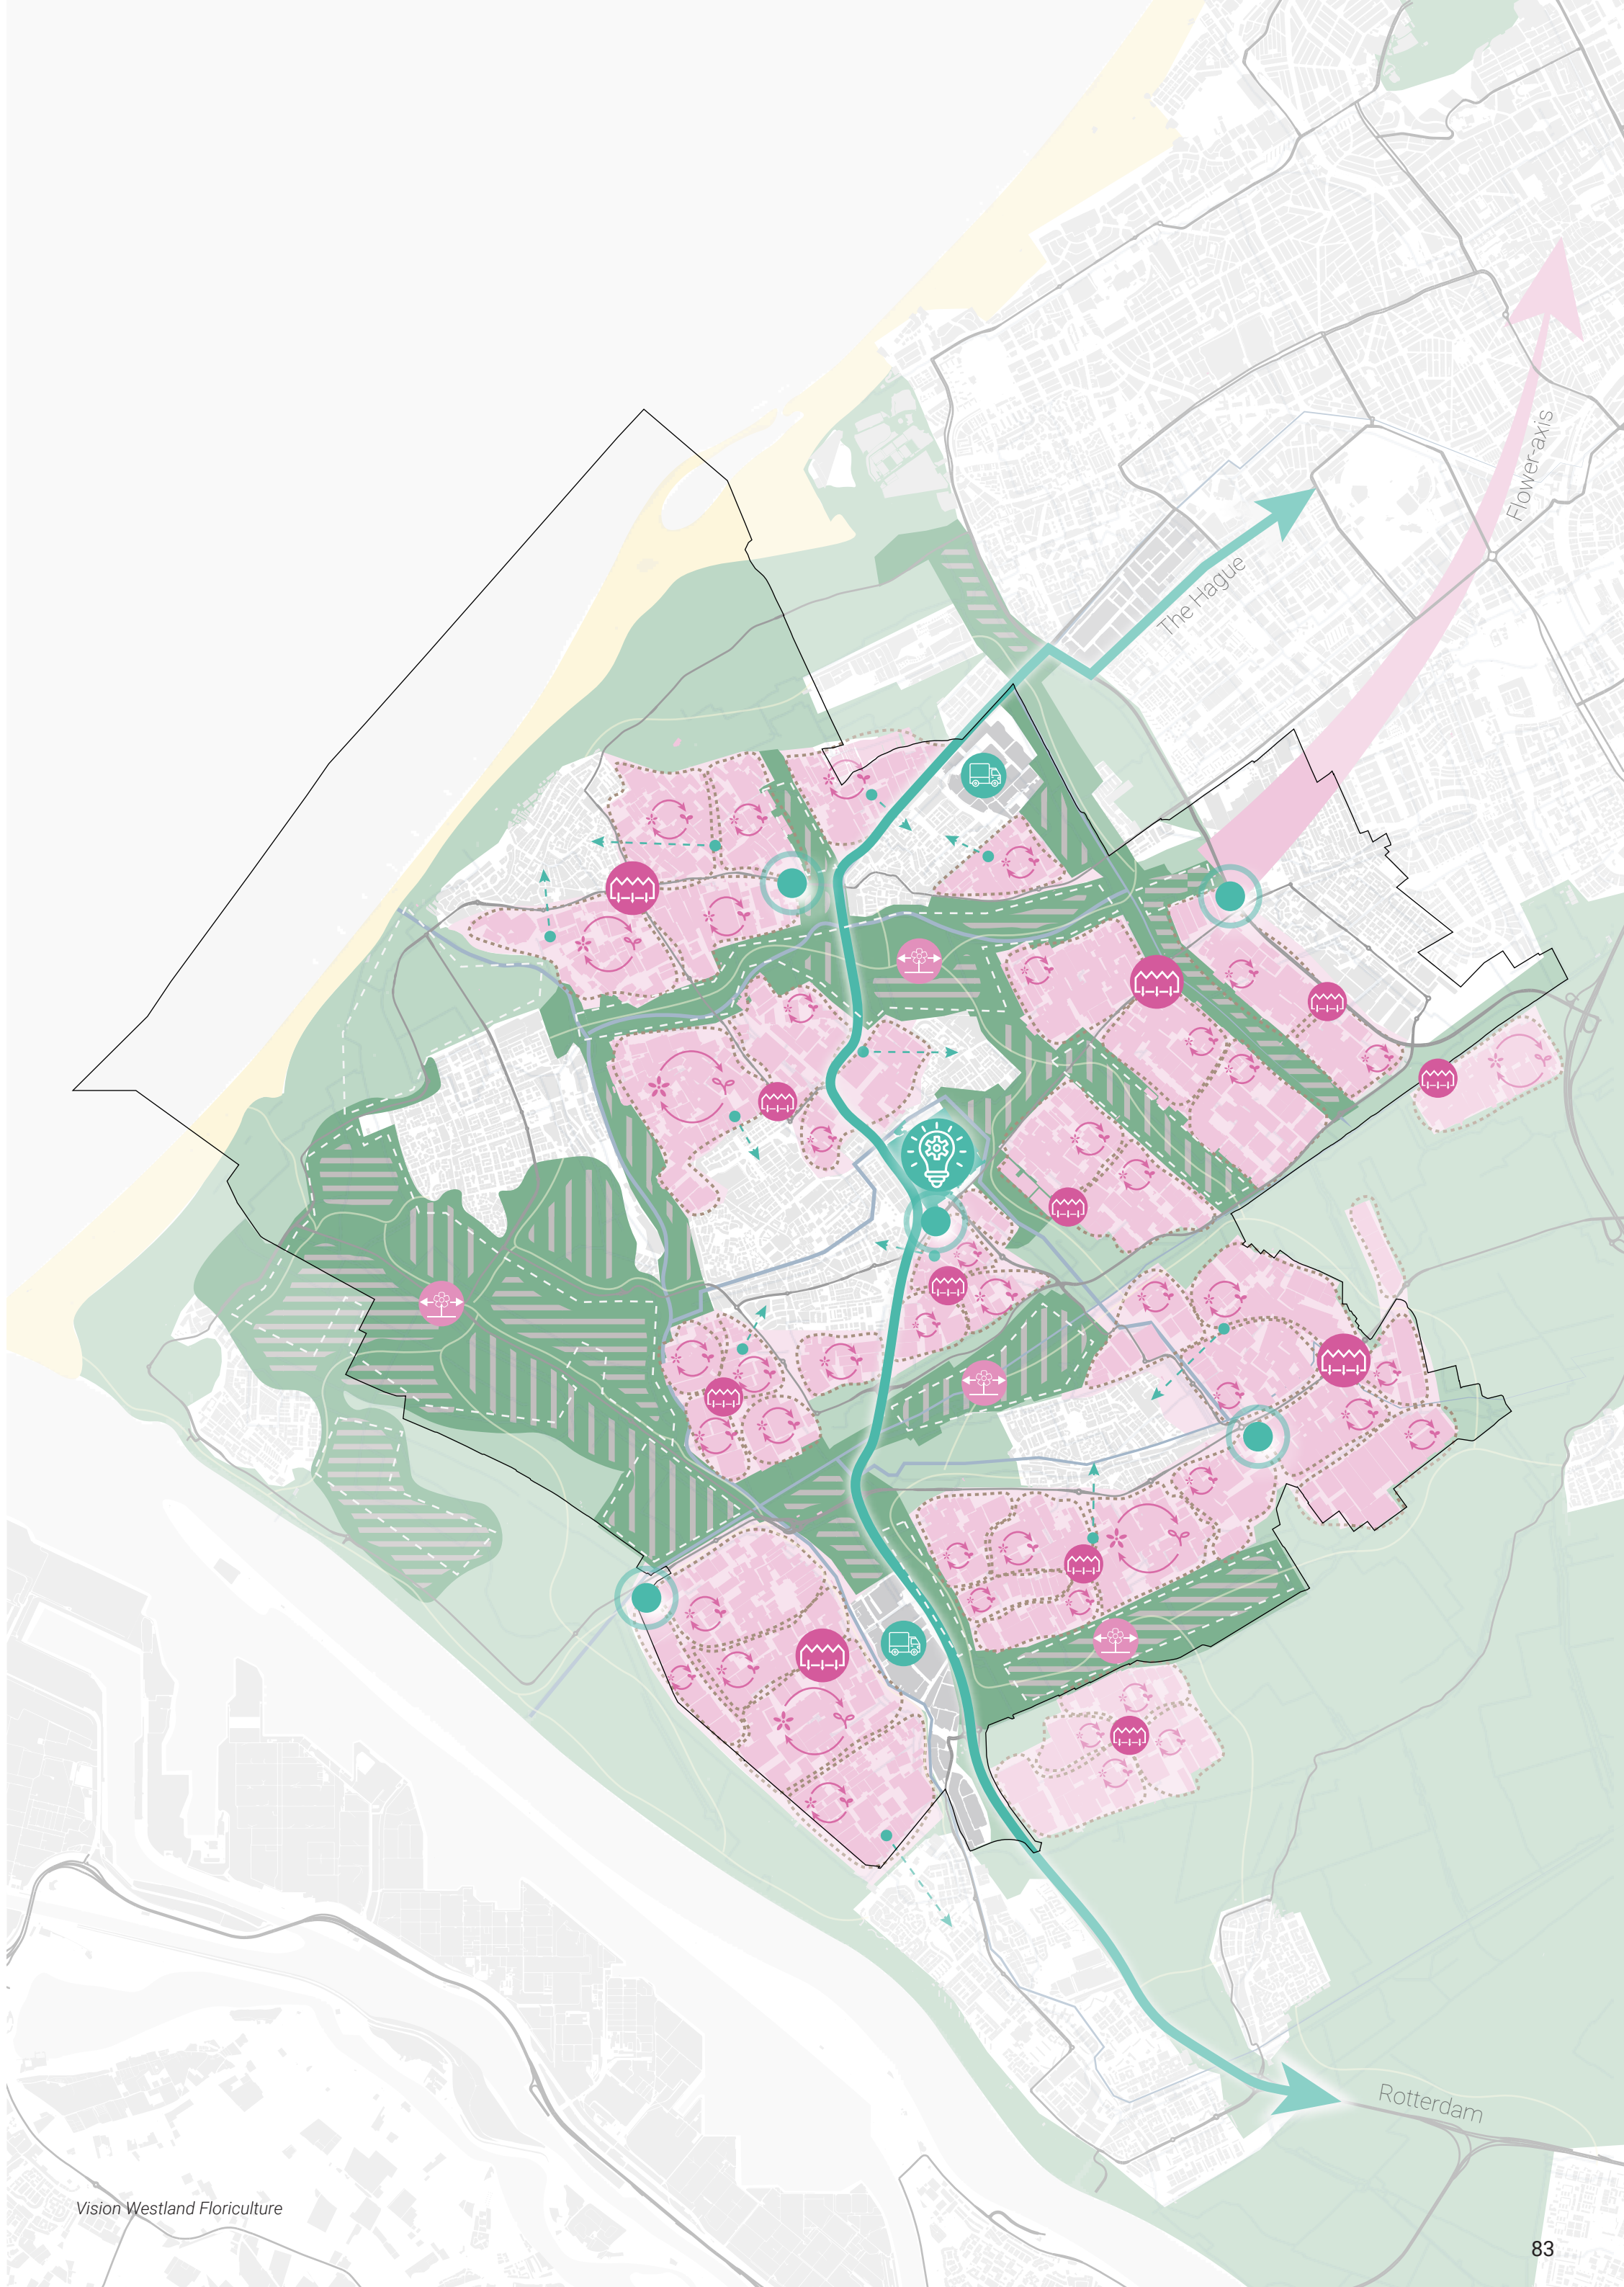 Flower-axis
The Hague
Rotterdam
Vision Westland Floriculture
83